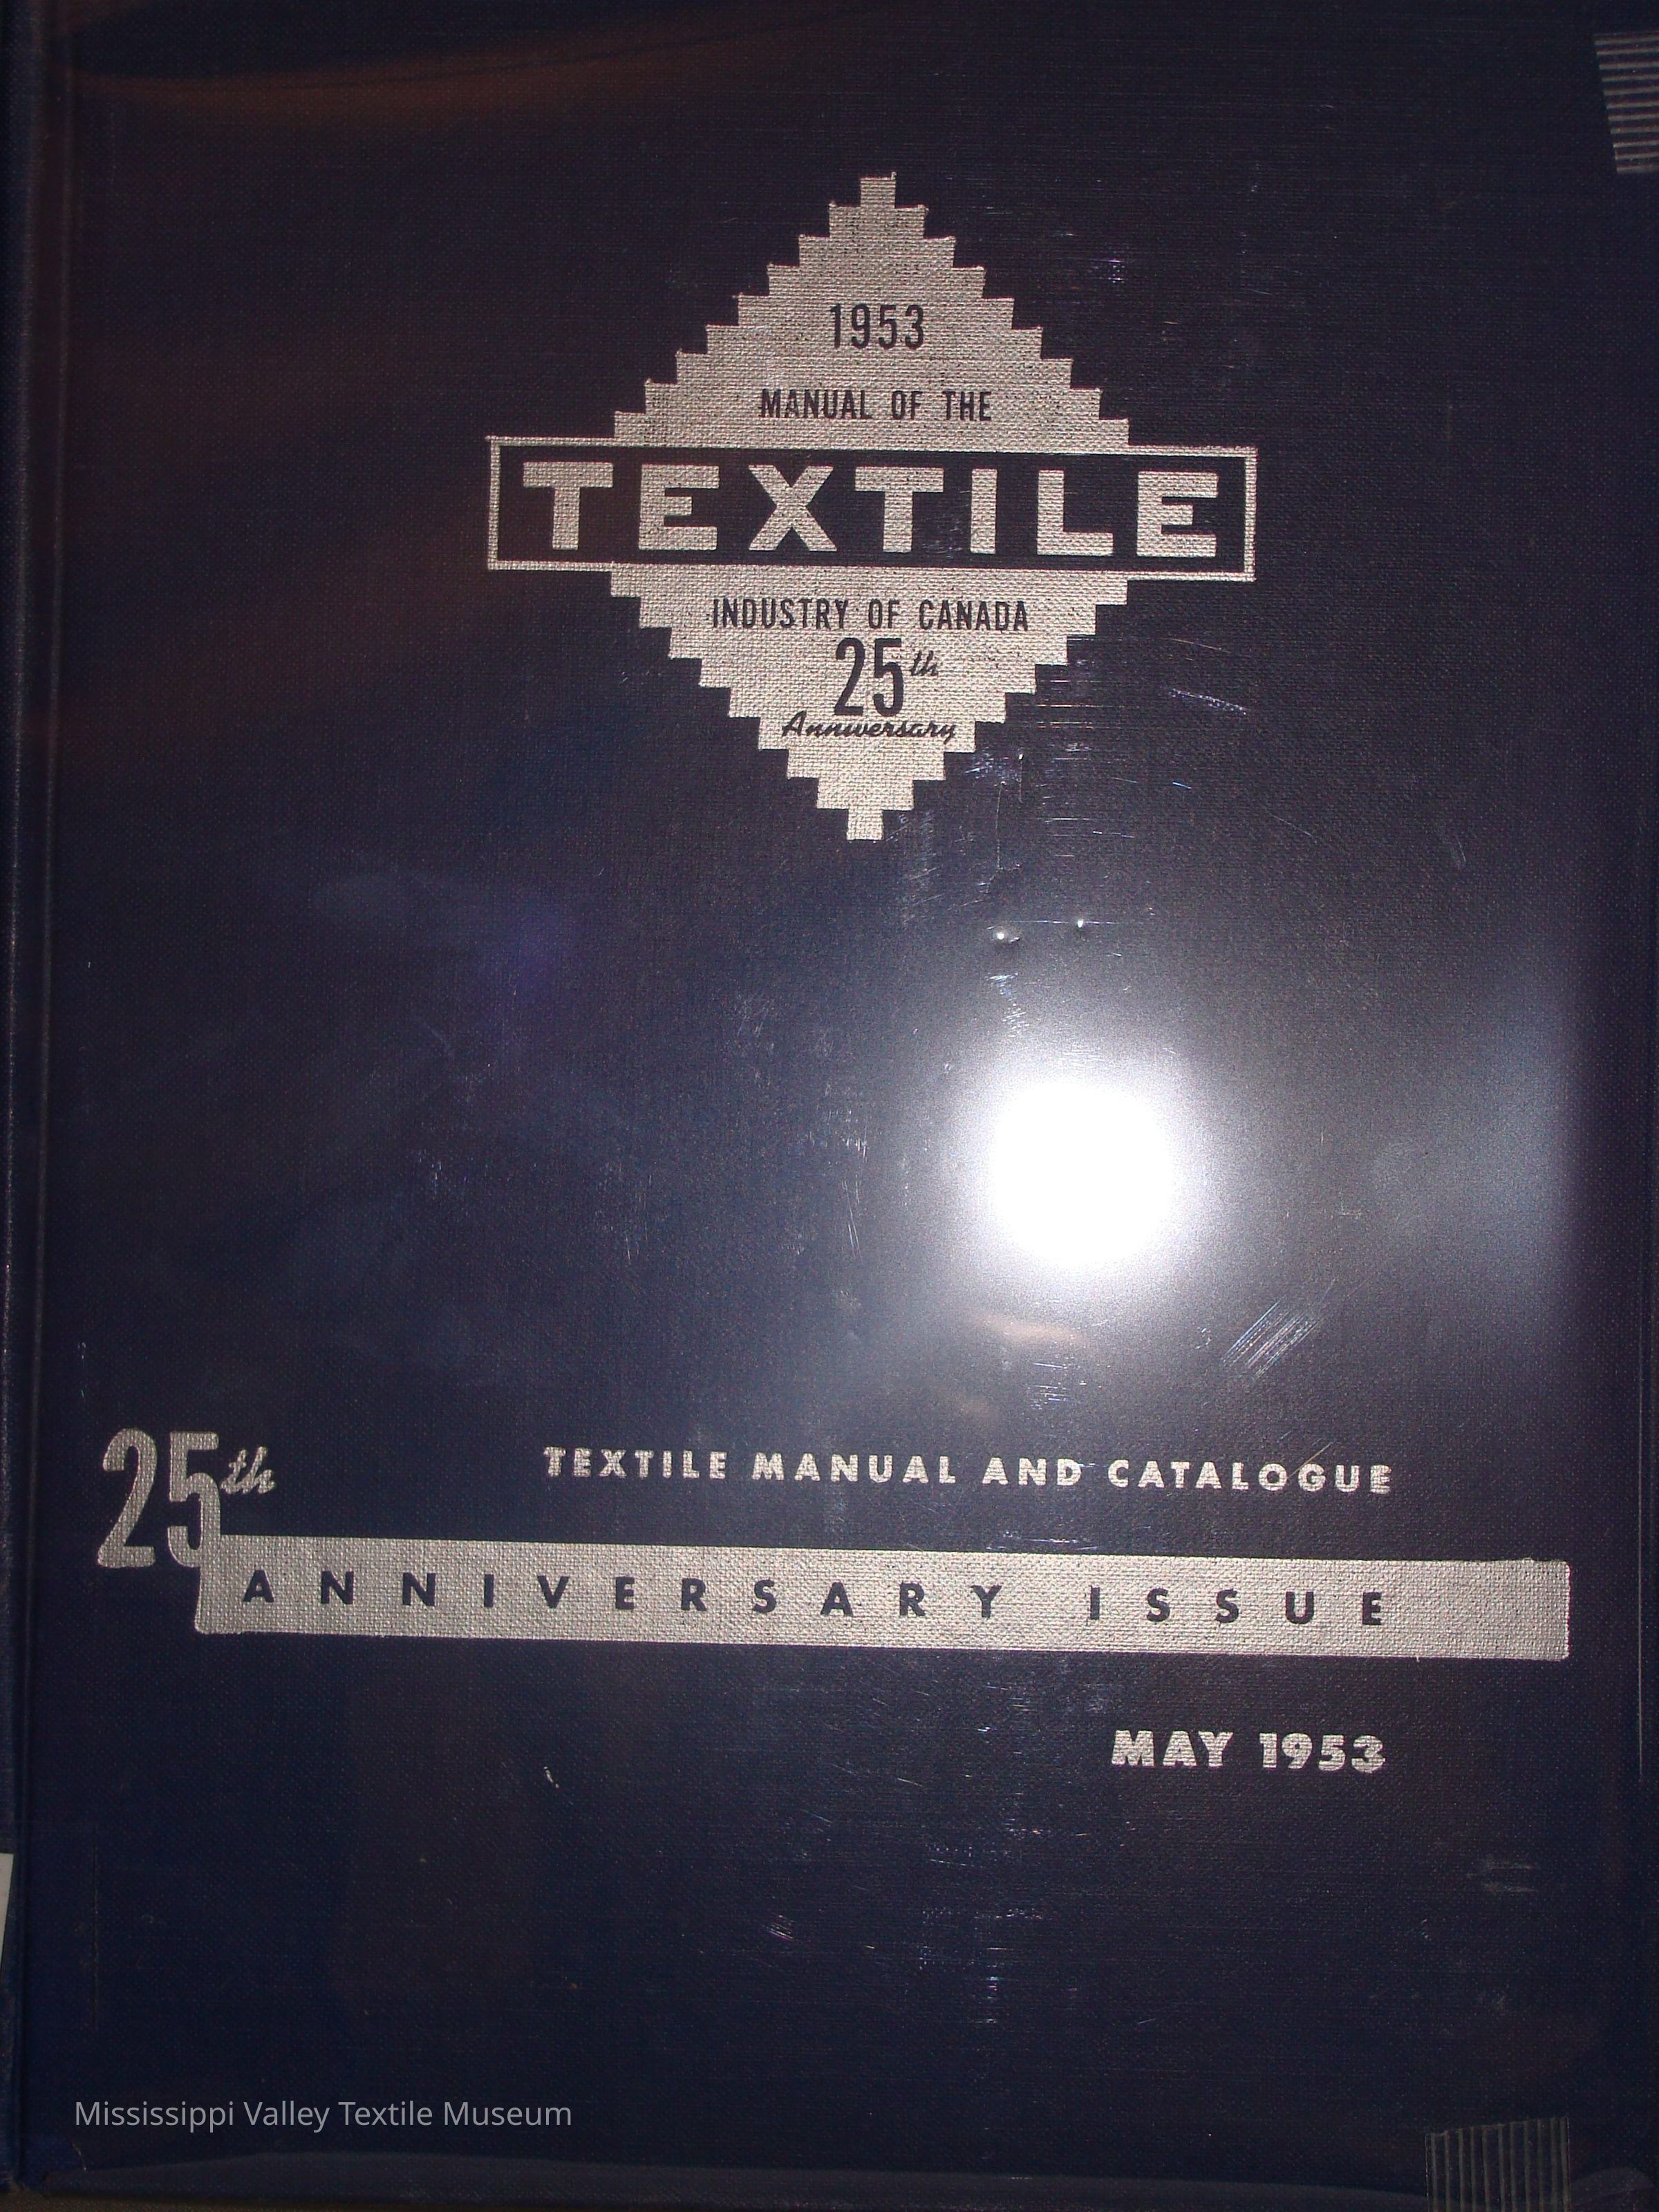 1953
MANUAL OF THE
TEXTILE
INDUSTRY OF CANADA
25th
Anniversary
25th
TEXTILE MANUAL AND CATALOGUE
ANNIVERSARY ISSUE
MAY 1953
Mississippi Valley Textile Museum